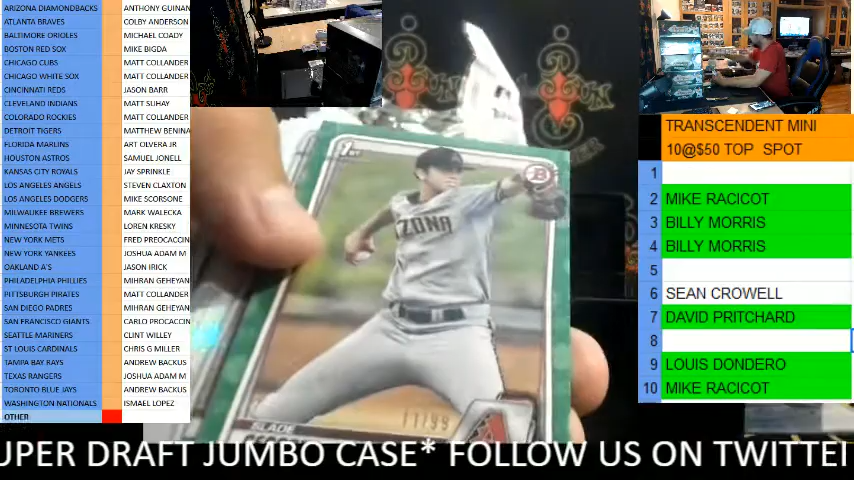 ARIZONA DIAMONDBACKS ANTHONY GUINAN
ATLANTA BRAVES COLBY ANDERSON
BALTIMORE ORIOLES MICHAEL COADY
BOSTON RED SOX MIKE BIGDA
CHICAGO CUBS MATT COLLANDER
CHICAGO WHITE SOX MATT COLLANDER
CINCINNATI REDS JASON BARR
CLEVELAND INDIANS MATT SUHAY
COLORADO ROCKIES MATT COLLANDER
DETROIT TIGERS MATTHEW BENINA
FLORIDA MARLINS ART OLVERA JR
HOUSTON ASTROS SAMUEL JONELL
KANSAS CITY ROYALS JAY SPRINKLE
LOS ANGELS ANGELS STEVEN CLAXTON
LOS ANGELES DODGERS MIKE SCORSONE
MILWAUKEE BREWERS MARK WALECKA
MINNESOTA TWINS LOREN KRESKY
NEW YORK METS FRED PREOCACCIN
NEW YORK YANKEES JOSHUA ADAM M
OAKLAND A'S JASON IRICK
PHILADELPHIA PHILLIES MIHRAN GEHEYAN
PITTSBURGH PIRATES MATT COLLANDER
SAN DIEGO PADRES MIHRAN GEHEYAN
SAN FRANCISCO GIANTS CARLO PROCACCIN
SEATTLE MARINERS CLINT WILLEY
ST LOUIS CARDINALS CHRIS G MILLER
TAMPA BAY RAYS ANDREW BACKUS
TEXAS RANGERS JOSHUA ADAM M
TORONTO BLUE JAYS ANDREW BACKUS
WASHINGTON NATIONALS ISMAEL LOPEZ
OTHER
1ST
B
ZONA
11/99
SLADE
TRANSCENDENT MINI
10@$50 TOP SPOT
1
2 MIKE RACICOT
3 BILLY MORRIS
4 BILLY MORRIS
5
6 SEAN CROWELL
7 DAVID PRITCHARD
8
9 LOUIS DONDERO
10 MIKE RACICOT
UPER DRAFT JUMBO CASE* FOLLOW US ON TWITTE